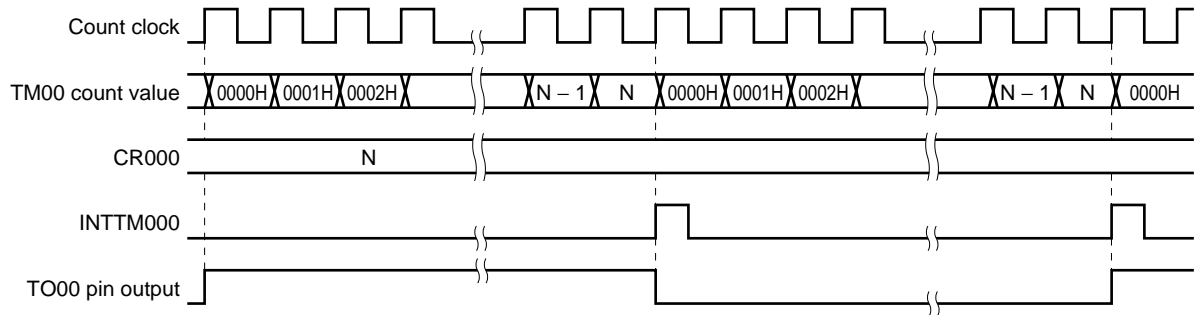 Count clock
TM00 count value 0000H 0001H 0002H N − 1 N 0000H 0001H 0002H N − 1 N 0000H
CR000 N
INTTM000
TO00 pin output